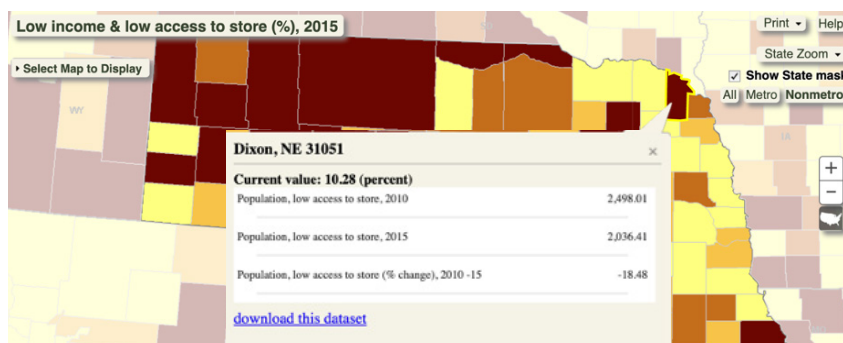 Low income & low access to store (%), 2015
Print
Help
Select Map to Display
State Zoom
Show State mask
All Metro Nonmetro
WY
IA
Dixon, NE 31051
×
Current value: 10.28 (percent)
Population, low access to store, 2010 2,498.01
Population, low access to store, 2015 2,036.41
Population, low access to store (% change), 2010 -15 -18.48
download this dataset
+
−